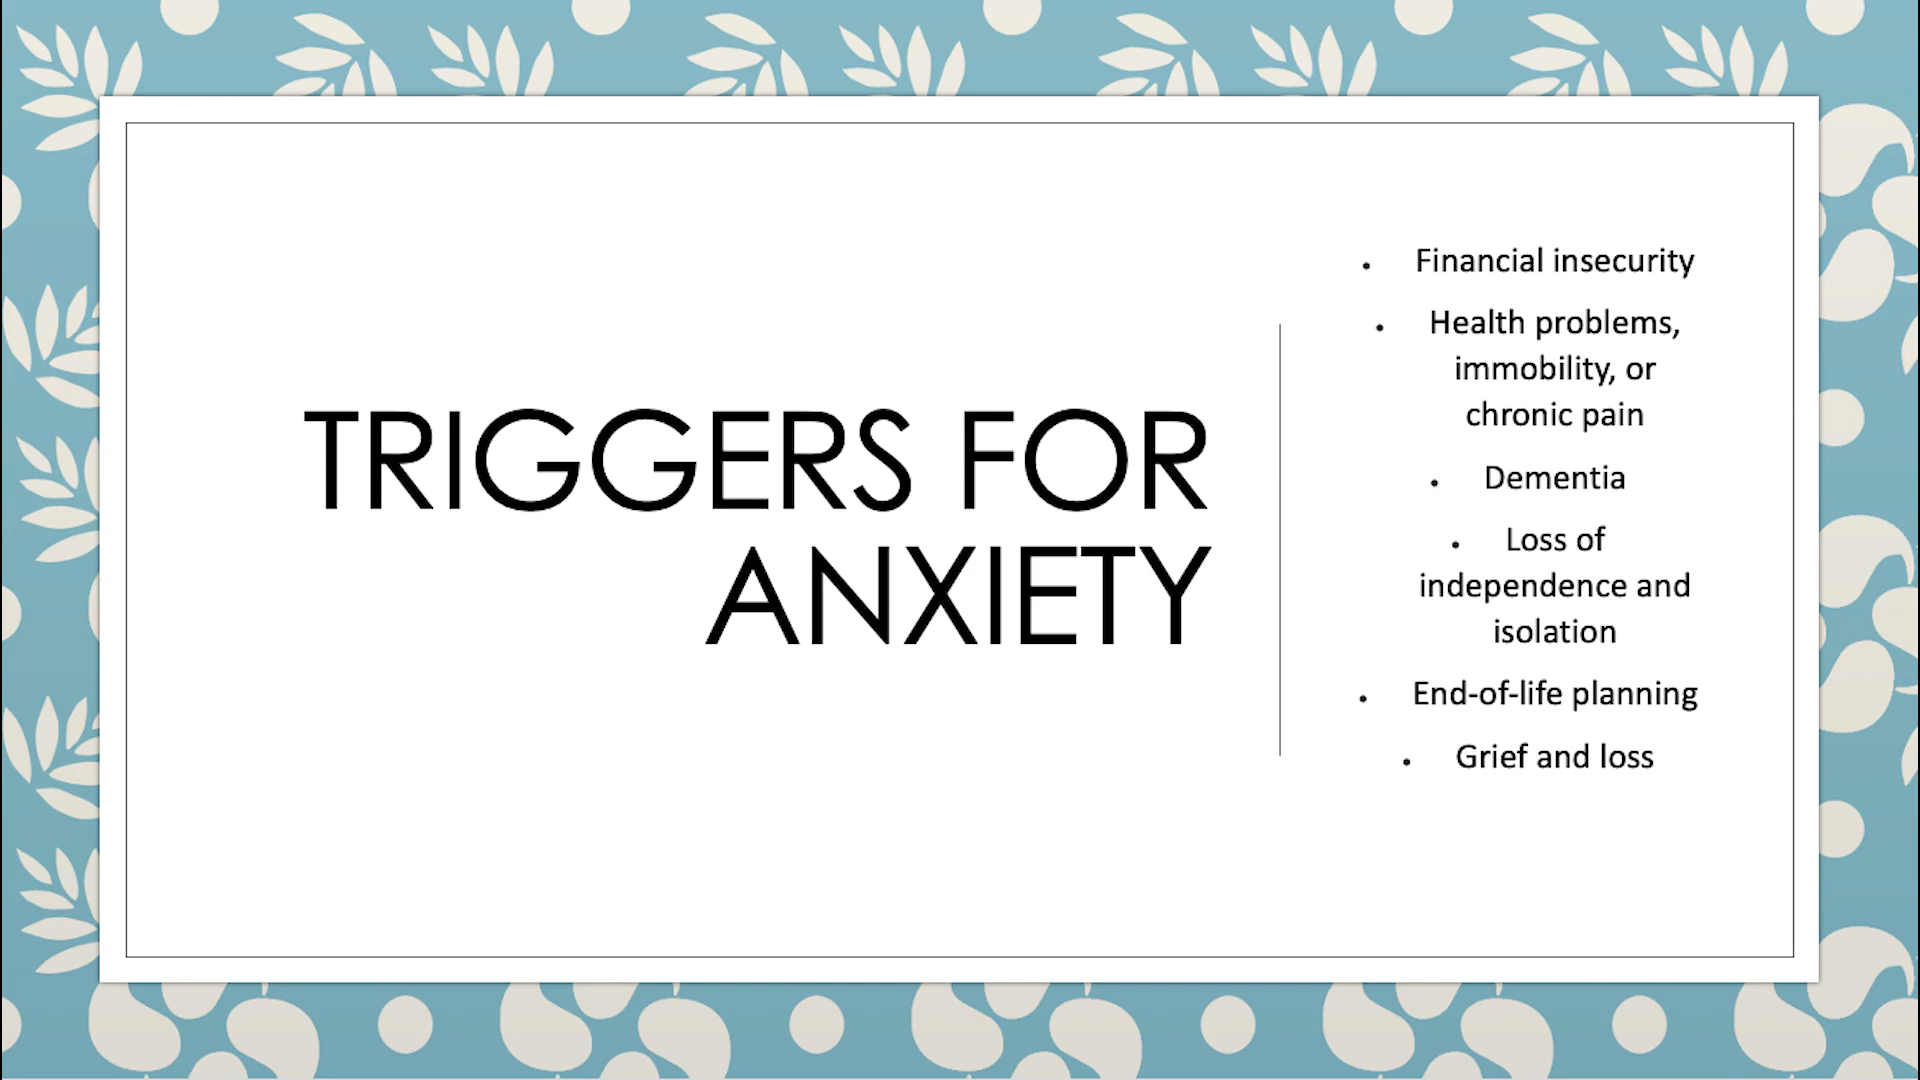 TRIGGERS FOR
ANXIETY
• Financial insecurity
• Health problems,
immobility, or
chronic pain
• Dementia
• Loss of
independence and
isolation
• End-of-life planning
• Grief and loss